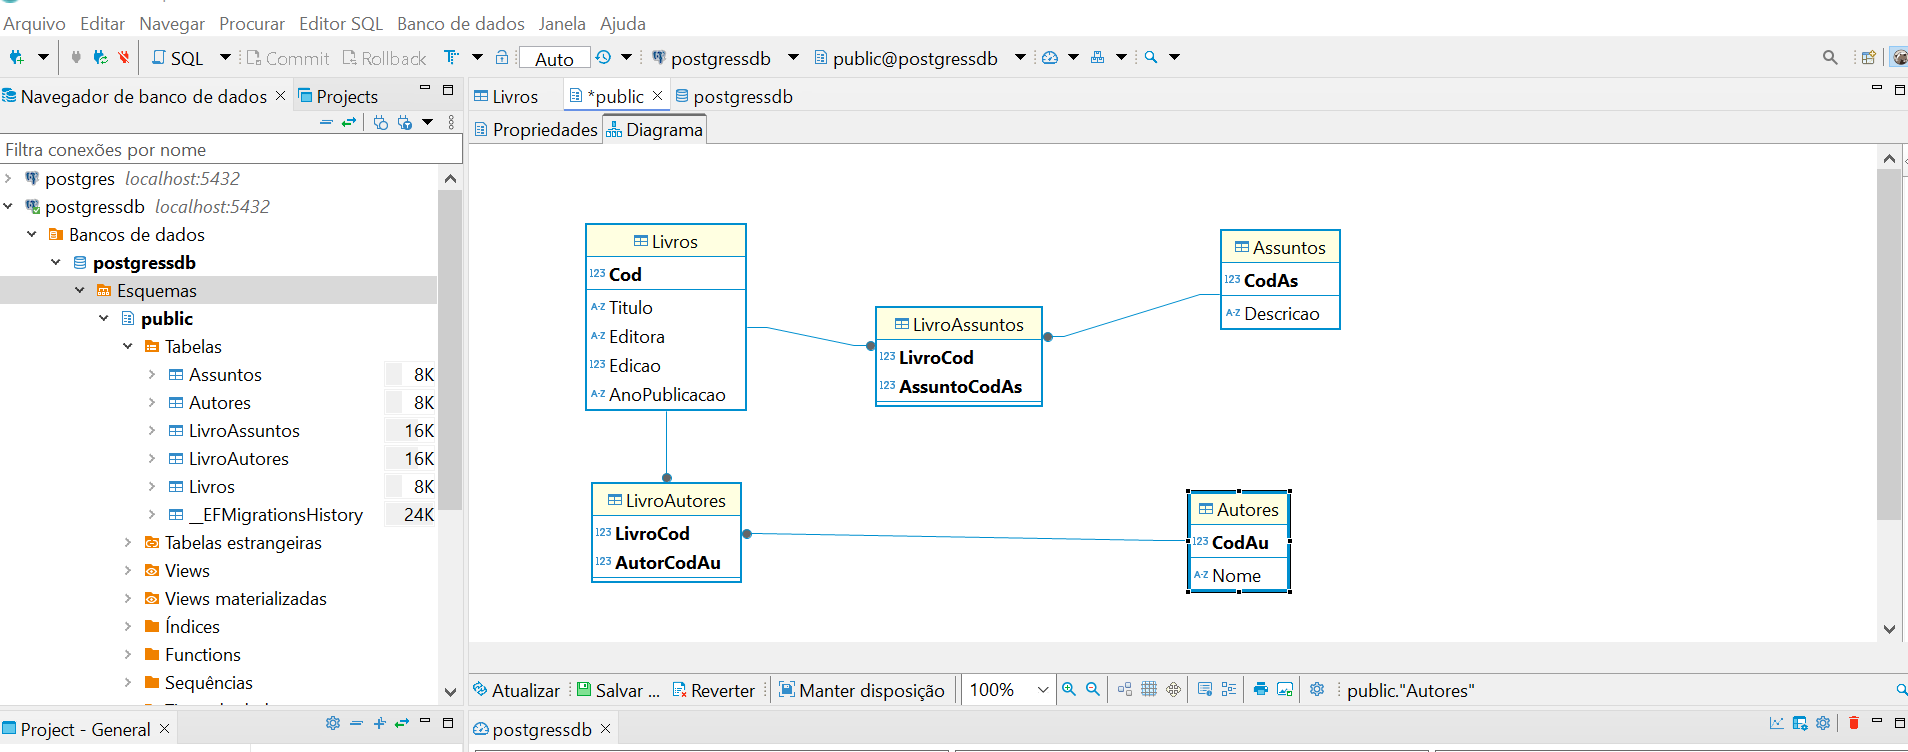 Arquivo Editar Navegar Procurar Editor SQL Banco de dados Janela Ajuda
SQL Commit Rollback Auto postgressdb public@postgressdb
Navegador de banco de dados Projects
Filtra conexões por nome
postgres localhost:5432
postgressdb localhost:5432
Bancos de dados
postgressdb
Esquemas
public
Tabelas
Assuntos 8K
Autores 8K
LivroAssuntos 16K
LivroAutores 16K
Livros 8K
__EFMigrationsHistory 24K
Tabelas estrangeiras
Views
Views materializadas
Índices
Functions
Sequências
Project - General
Livros *public postgressdb
Propriedades Diagrama
Livros
123 Cod
A-Z Titulo
A-Z Editora
123 Edicao
A-Z AnoPublicacao
LivroAssuntos
123 LivroCod
123 AssuntoCodAs
Assuntos
123 CodAs
A-Z Descricao
LivroAutores
123 LivroCod
123 AutorCodAu
Autores
123 CodAu
A-Z Nome
Atualizar Salvar ... Reverter Manter disposição 100% public."Autores"
postgressdb